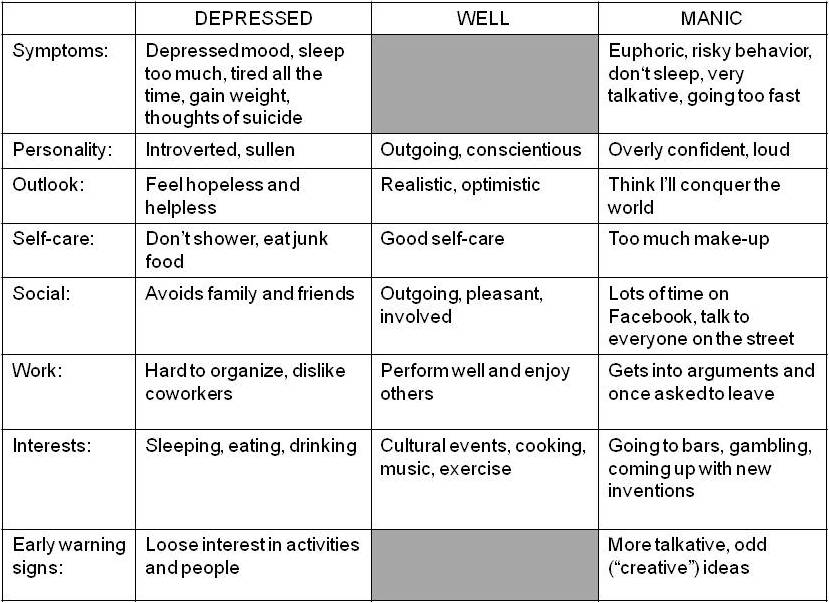 DEPRESSED WELL MANIC
Symptoms:
Depressed mood, sleep
too much, tired all the
time, gain weight,
thoughts of suicide
Euphoric, risky behavior,
don‘t sleep, very
talkative, going too fast
Personality:
Introverted, sullen
Outgoing, conscientious
Overly confident, loud
Outlook:
Feel hopeless and
helpless
Realistic, optimistic
Think I’ll conquer the
world
Self-care:
Don’t shower, eat junk
food
Good self-care
Too much make-up
Social:
Avoids family and friends
Outgoing, pleasant,
involved
Lots of time on
Facebook, talk to
everyone on the street
Work:
Hard to organize, dislike
coworkers
Perform well and enjoy
others
Gets into arguments and
once asked to leave
Interests:
Sleeping, eating, drinking
Cultural events, cooking,
music, exercise
Going to bars, gambling,
coming up with new
inventions
Early warning
signs:
Loose interest in activities
and people
More talkative, odd
(“creative”) ideas